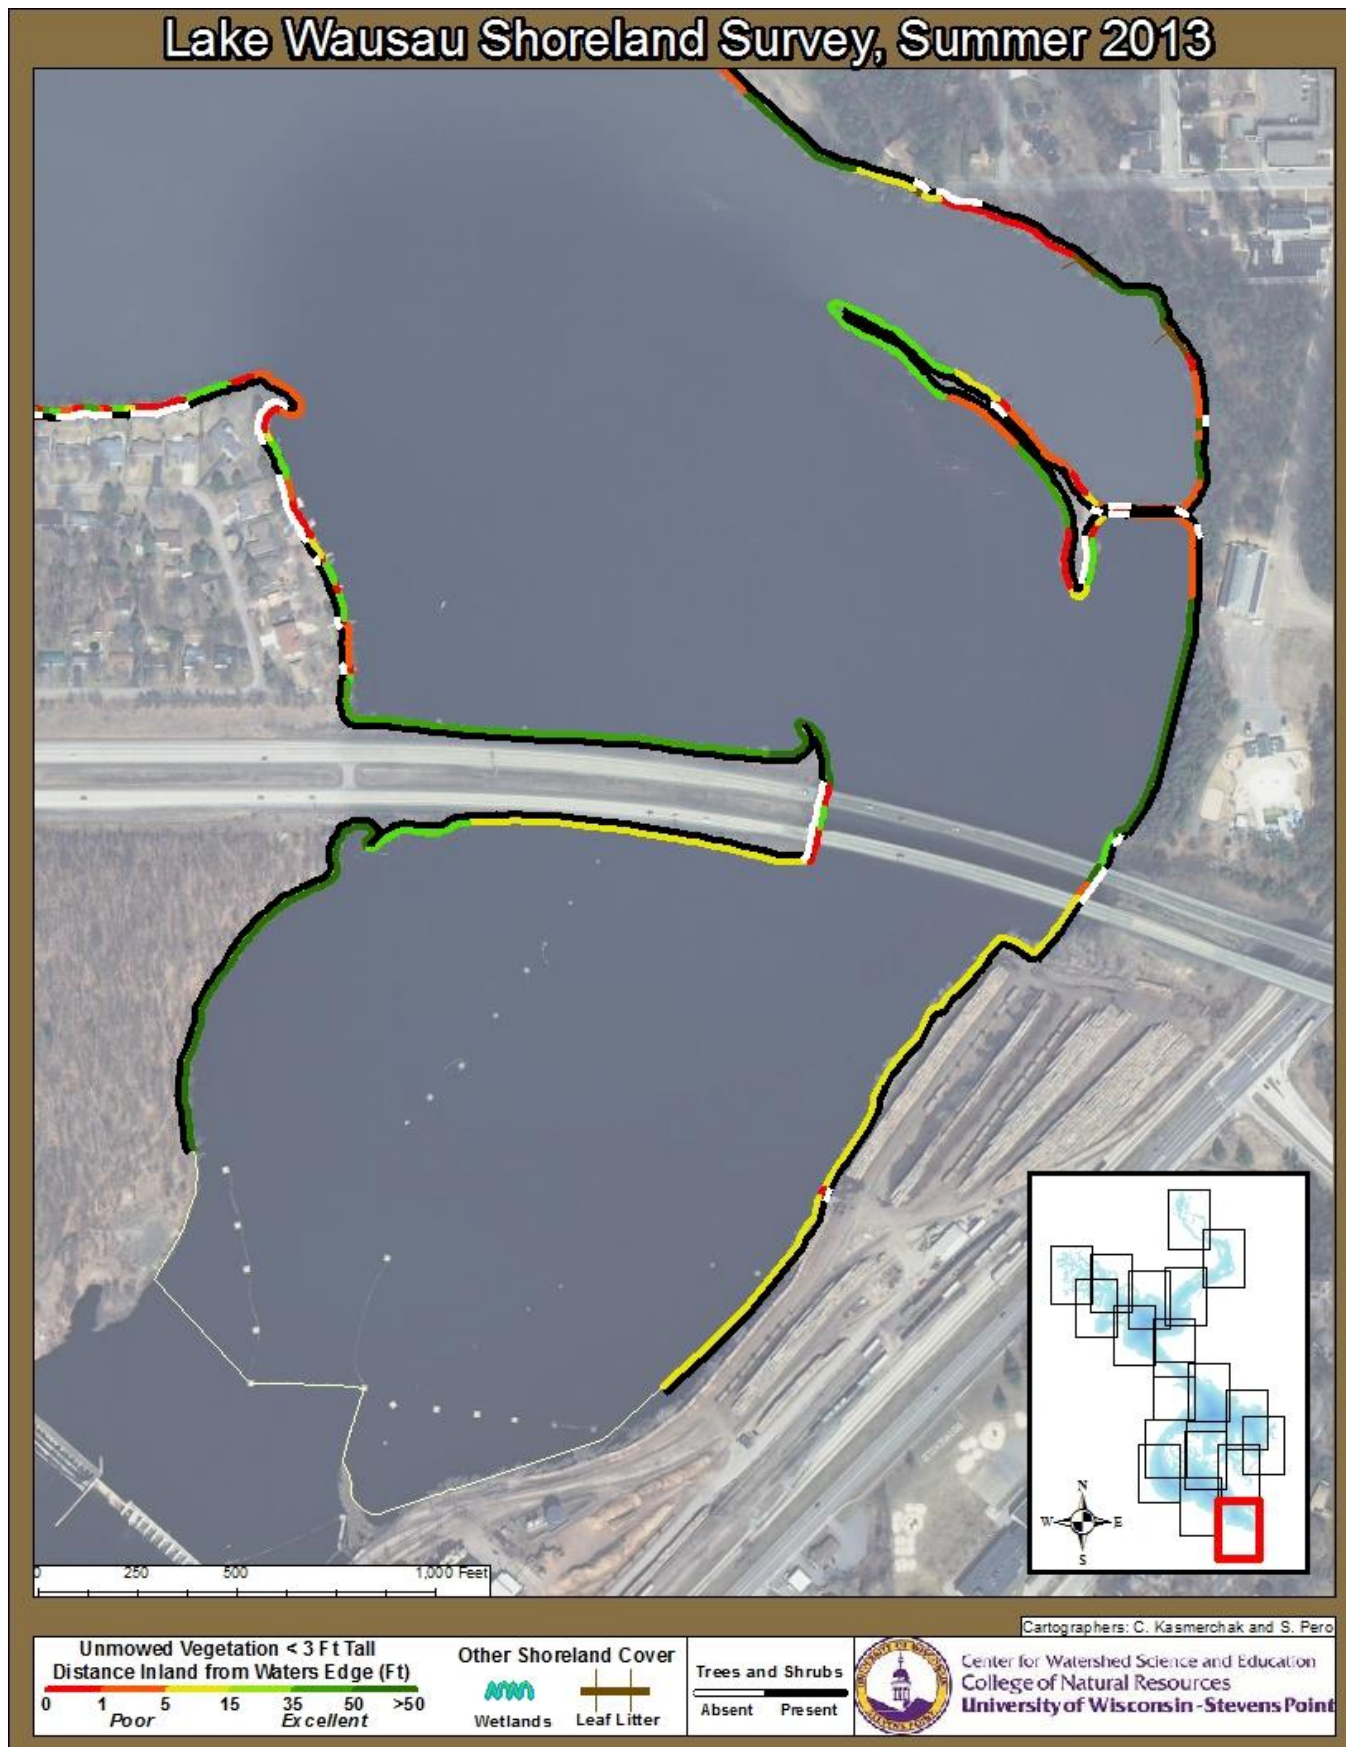 Lake Wausau Shoreland Survey, Summer 2013
N
W E
S
0 250 500 1,000 Feet
Cartographers: C. Kasmerchak and S. Pero
Unmowed Vegetation < 3 Ft Tall
Distance Inland from Waters Edge (Ft)
0 1 5 15 35 50 >50
Poor Excellent
Other Shoreland Cover
Wetlands Leaf Litter
Trees and Shrubs
Absent Present
Center for Watershed Science and Education
College of Natural Resources
University of Wisconsin - Stevens Point